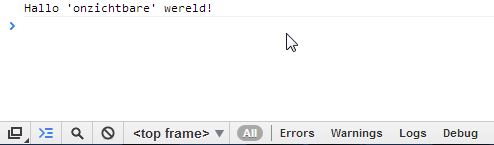 Hallo 'onzichtbare' wereld!
<top frame> All Errors Warnings Logs Debug